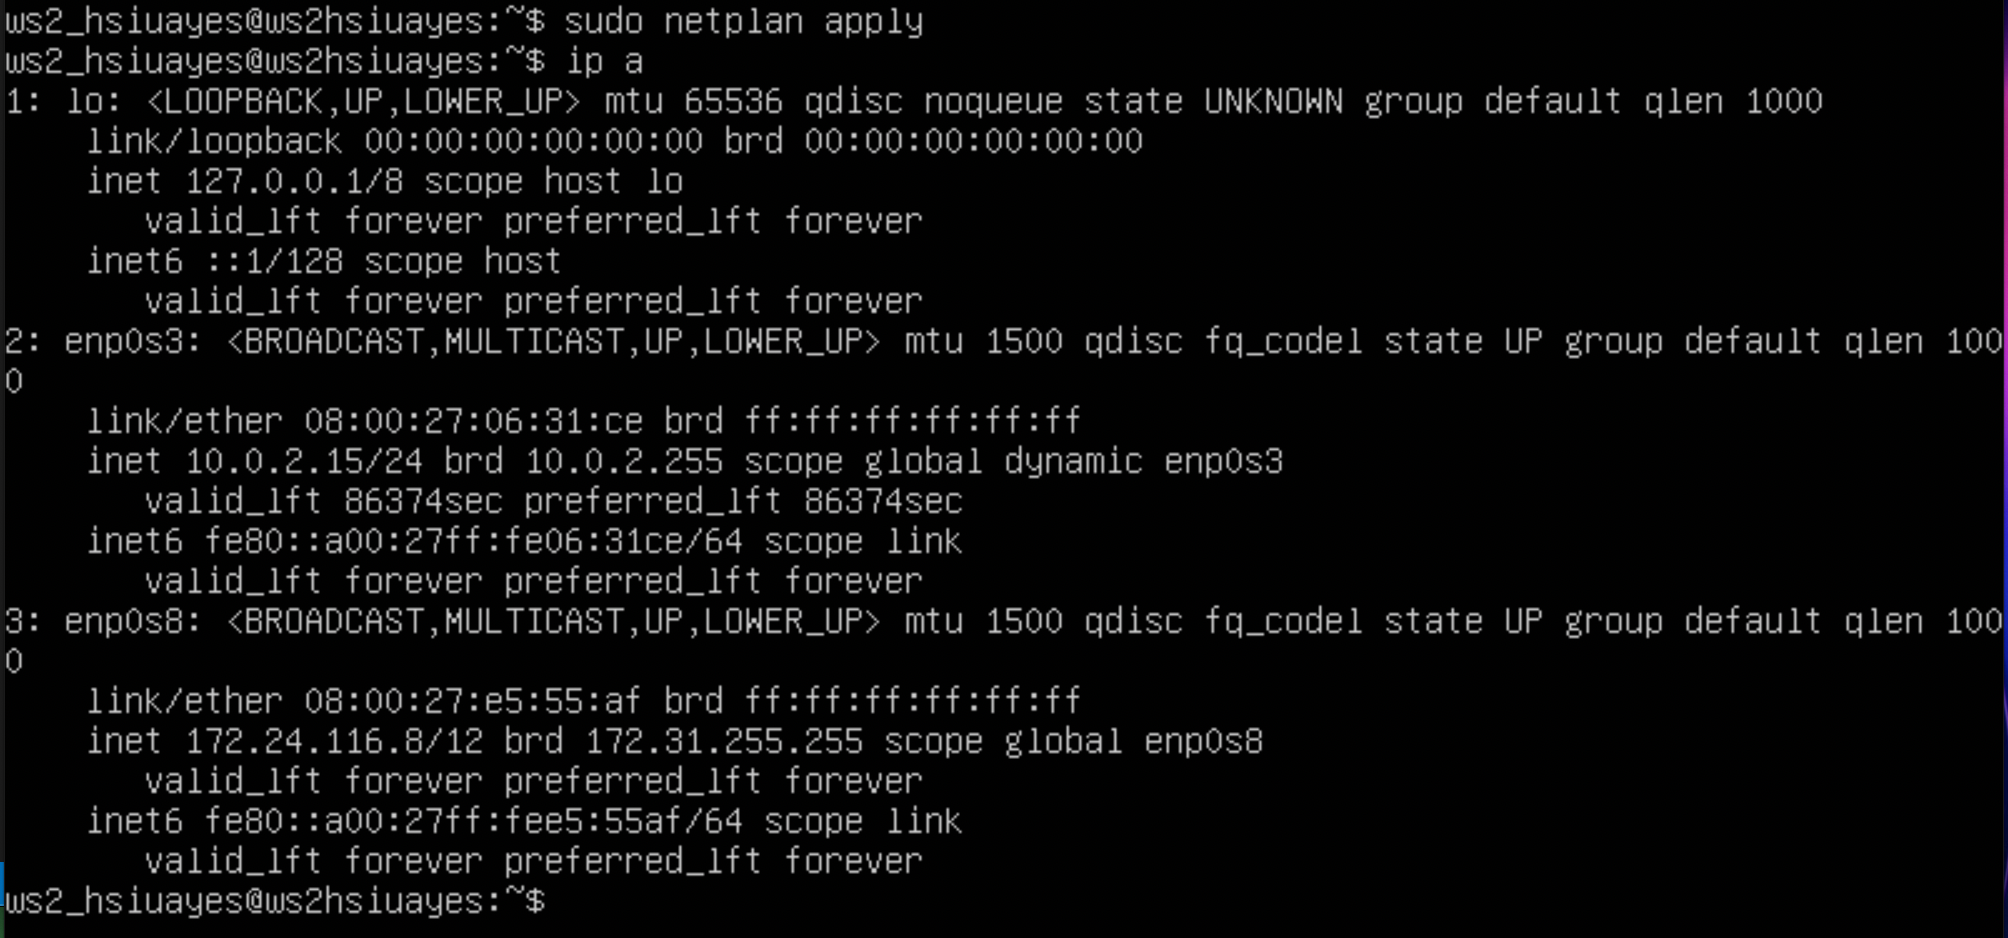 ws2_hsiuayes@ws2hsiuayes:~$ sudo netplan apply
ws2_hsiuayes@ws2hsiuayes:~$ ip a
1: lo: <LOOPBACK,UP,LOWER_UP> mtu 65536 qdisc noqueue state UNKNOWN group default qlen 1000
    link/loopback 00:00:00:00:00:00 brd 00:00:00:00:00:00
    inet 127.0.0.1/8 scope host lo
       valid_lft forever preferred_lft forever
    inet6 ::1/128 scope host
       valid_lft forever preferred_lft forever
2: enp0s3: <BROADCAST,MULTICAST,UP,LOWER_UP> mtu 1500 qdisc fq_codel state UP group default qlen 100
0
    link/ether 08:00:27:06:31:ce brd ff:ff:ff:ff:ff:ff
    inet 10.0.2.15/24 brd 10.0.2.255 scope global dynamic enp0s3
       valid_lft 86374sec preferred_lft 86374sec
    inet6 fe80::a00:27ff:fe06:31ce/64 scope link
       valid_lft forever preferred_lft forever
3: enp0s8: <BROADCAST,MULTICAST,UP,LOWER_UP> mtu 1500 qdisc fq_codel state UP group default qlen 100
0
    link/ether 08:00:27:e5:55:af brd ff:ff:ff:ff:ff:ff
    inet 172.24.116.8/12 brd 172.31.255.255 scope global enp0s8
       valid_lft forever preferred_lft forever
    inet6 fe80::a00:27ff:fee5:55af/64 scope link
       valid_lft forever preferred_lft forever
ws2_hsiuayes@ws2hsiuayes:~$